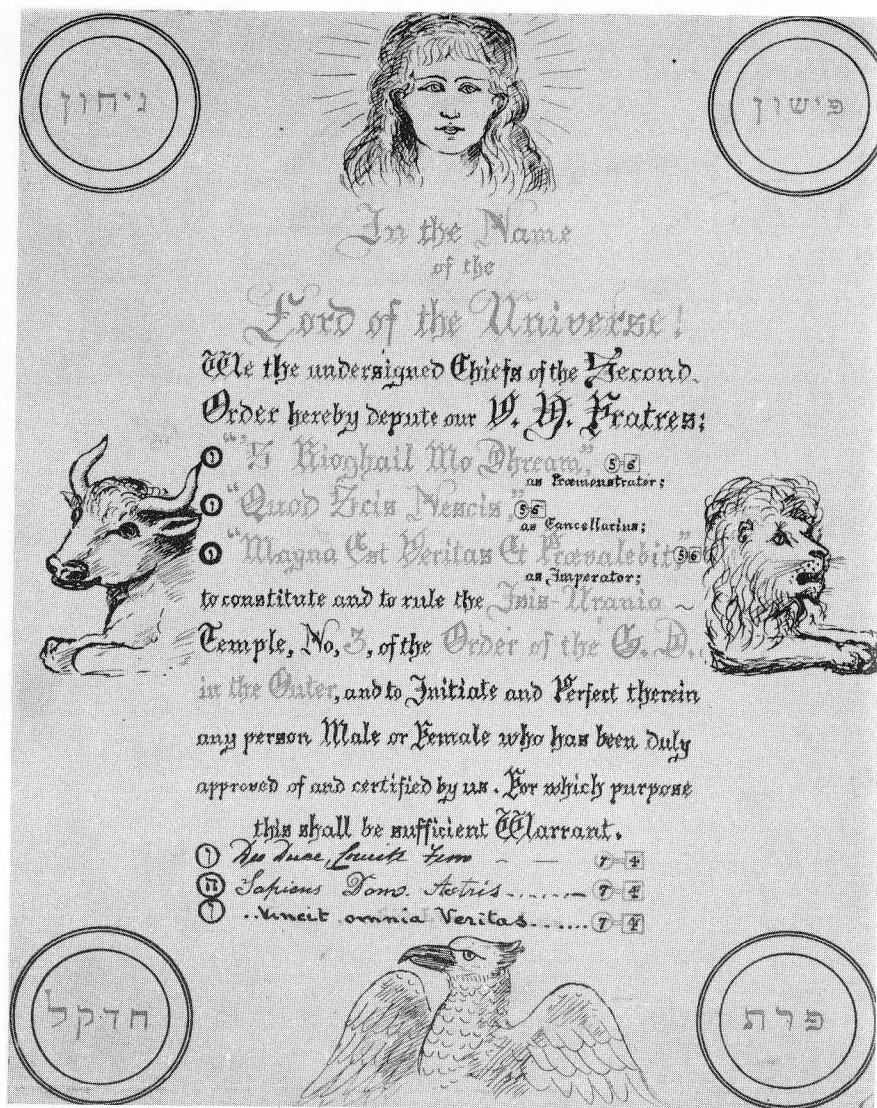 ניחון
פישון
In the Name
of the
Lord of the Universe!
We the undersigned Chiefs of the Second
Order hereby depute our V. H. Fratres:
ו "'S Rioghail Mo Dhream," 5 6
as Præmonstrator;
ו "Quod Scis Nescis," 5 6
as Cancellarius;
ו "Magna Est Veritas Et Prævalebit," 5 6
as Imperator;
to constitute and to rule the Isis-Urania ~
Temple, No, 3, of the Order of the G. D.
in the Outer, and to Initiate and Perfect therein
any person Male or Female who has been duly
approved of and certified by us. For which purpose
this shall be sufficient Warrant.
ו Deo Duce, Comite ~ — 7 4
ה Sapiens Dom. Astris........— 7 4
ו ..Vincit omnia Veritas......7-4
חדקל
פרת